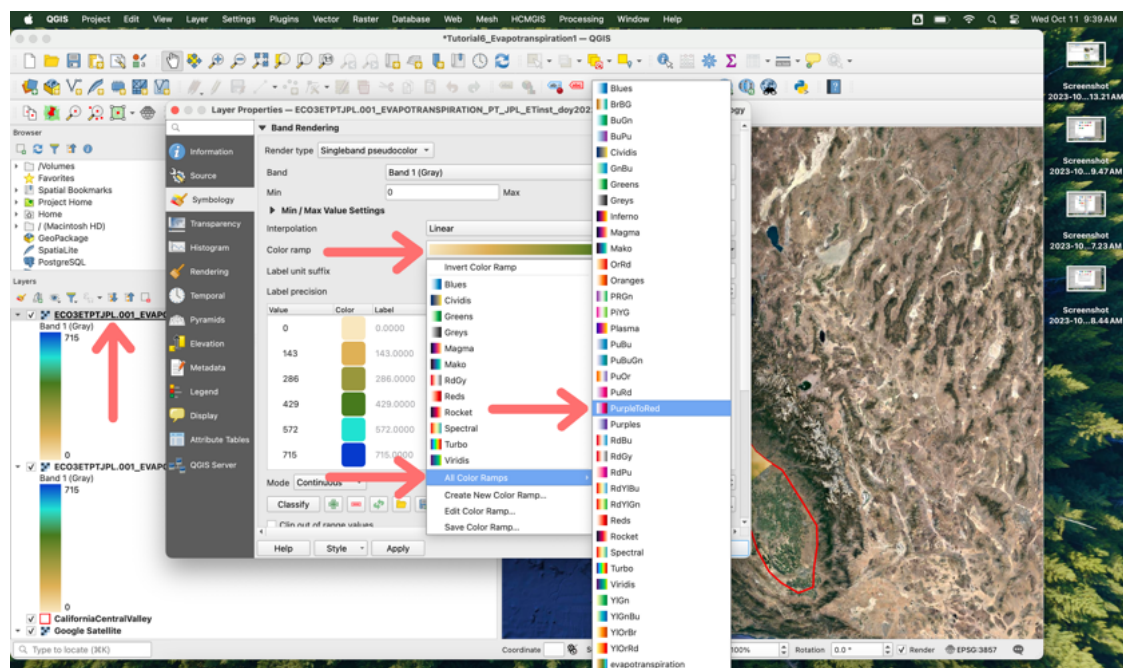 QGIS Project Edit View Layer Settings Plugins Vector Raster Database Web Mesh HCMGIS Processing Window Help Wed Oct 11 9:39 AM
*Tutorial6_Evapotranspiration1 — QGIS
Layer Properties — ECO3ETPTJPL.001_EVAPOTRANSPIRATION_PT_JPL_ETinst_doy202
Browser
/Volumes
Favorites
Spatial Bookmarks
Project Home
Home
/ (Macintosh HD)
GeoPackage
SpatiaLite
PostgreSQL
Layers
ECO3ETPTJPL.001_EVAPO
Band 1 (Gray)
715
0
ECO3ETPTJPL.001_EVAPO
Band 1 (Gray)
715
0
CaliforniaCentralValley
Google Satellite
Type to locate (⌘K)
Information
Source
Symbology
Transparency
Histogram
Rendering
Temporal
Pyramids
Elevation
Metadata
Legend
Display
Attribute Tables
QGIS Server
Band Rendering
Render type Singleband pseudocolor
Band Band 1 (Gray)
Min 0 Max
Min / Max Value Settings
Interpolation Linear
Color ramp
Label unit suffix
Label precision
Value Color Label
0 0.0000
143 143.0000
286 286.0000
429 429.0000
572 572.0000
715 715.0000
Mode Continuous
Classify
Clip out of range values
Help Style Apply
Invert Color Ramp
Blues
Cividis
Greens
Greys
Magma
Mako
RdGy
Reds
Rocket
Spectral
Turbo
Viridis
All Color Ramps
Create New Color Ramp...
Edit Color Ramp...
Save Color Ramp...
Blues
BrBG
BuGn
BuPu
Cividis
GnBu
Greens
Greys
Inferno
Magma
Mako
OrRd
Oranges
PRGn
PiYG
Plasma
PuBu
PuBuGn
PuOr
PuRd
PurpleToRed
Purples
RdBu
RdGy
RdPu
RdYlBu
RdYlGn
Reds
Rocket
Spectral
Turbo
Viridis
YlGn
YlGnBu
YlOrBr
YlOrRd
evapotranspiration
Coordinate
100% Rotation 0.0° Render EPSG:3857
Screenshot
2023-10...13.21 AM
Screenshot
2023-10...9.47 AM
Screenshot
2023-10...7.23 AM
Screenshot
2023-10...8.44 AM